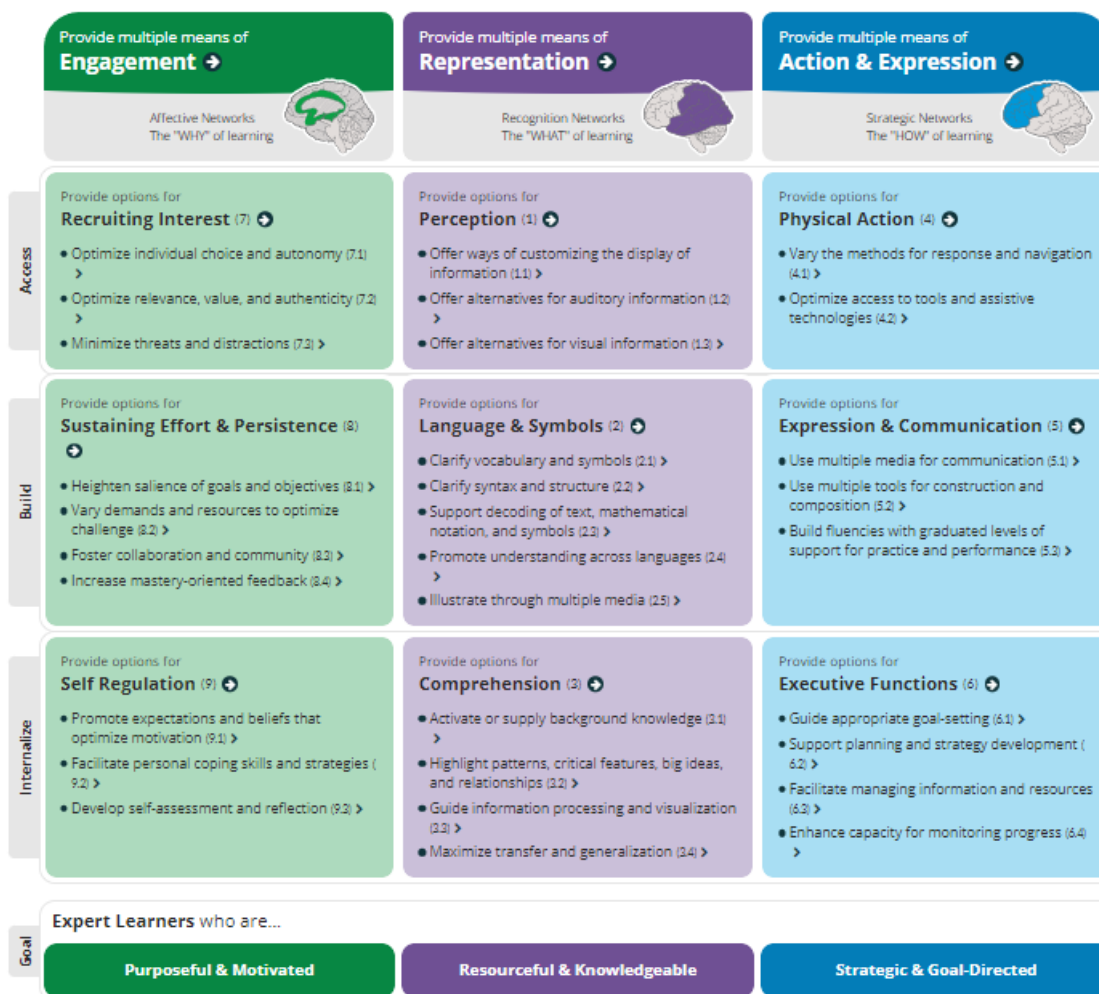 Provide multiple means of
Engagement
Affective Networks
The "WHY" of learning
Provide multiple means of
Representation
Recognition Networks
The "WHAT" of learning
Provide multiple means of
Action & Expression
Strategic Networks
The "HOW" of learning
Access
Provide options for
Recruiting Interest (7)
Optimize individual choice and autonomy (7.1)
Optimize relevance, value, and authenticity (7.2)
Minimize threats and distractions (7.3)
Provide options for
Perception (1)
Offer ways of customizing the display of
information (1.1)
Offer alternatives for auditory information (1.2)
Offer alternatives for visual information (1.3)
Provide options for
Physical Action (4)
Vary the methods for response and navigation
(4.1)
Optimize access to tools and assistive
technologies (4.2)
Build
Provide options for
Sustaining Effort & Persistence (8)
Heighten salience of goals and objectives (8.1)
Vary demands and resources to optimize
challenge (8.2)
Foster collaboration and community (8.3)
Increase mastery-oriented feedback (8.4)
Provide options for
Language & Symbols (2)
Clarify vocabulary and symbols (2.1)
Clarify syntax and structure (2.2)
Support decoding of text, mathematical
notation, and symbols (2.3)
Promote understanding across languages (2.4)
Illustrate through multiple media (2.5)
Provide options for
Expression & Communication (5)
Use multiple media for communication (5.1)
Use multiple tools for construction and
composition (5.2)
Build fluencies with graduated levels of
support for practice and performance (5.3)
Internalize
Provide options for
Self Regulation (9)
Promote expectations and beliefs that
optimize motivation (9.1)
Facilitate personal coping skills and strategies (
9.2)
Develop self-assessment and reflection (9.3)
Provide options for
Comprehension (3)
Activate or supply background knowledge (3.1)
Highlight patterns, critical features, big ideas,
and relationships (3.2)
Guide information processing and visualization
(3.3)
Maximize transfer and generalization (3.4)
Provide options for
Executive Functions (6)
Guide appropriate goal-setting (6.1)
Support planning and strategy development (
6.2)
Facilitate managing information and resources
(6.3)
Enhance capacity for monitoring progress (6.4)
Goal
Expert Learners who are...
Purposeful & Motivated
Resourceful & Knowledgeable
Strategic & Goal-Directed